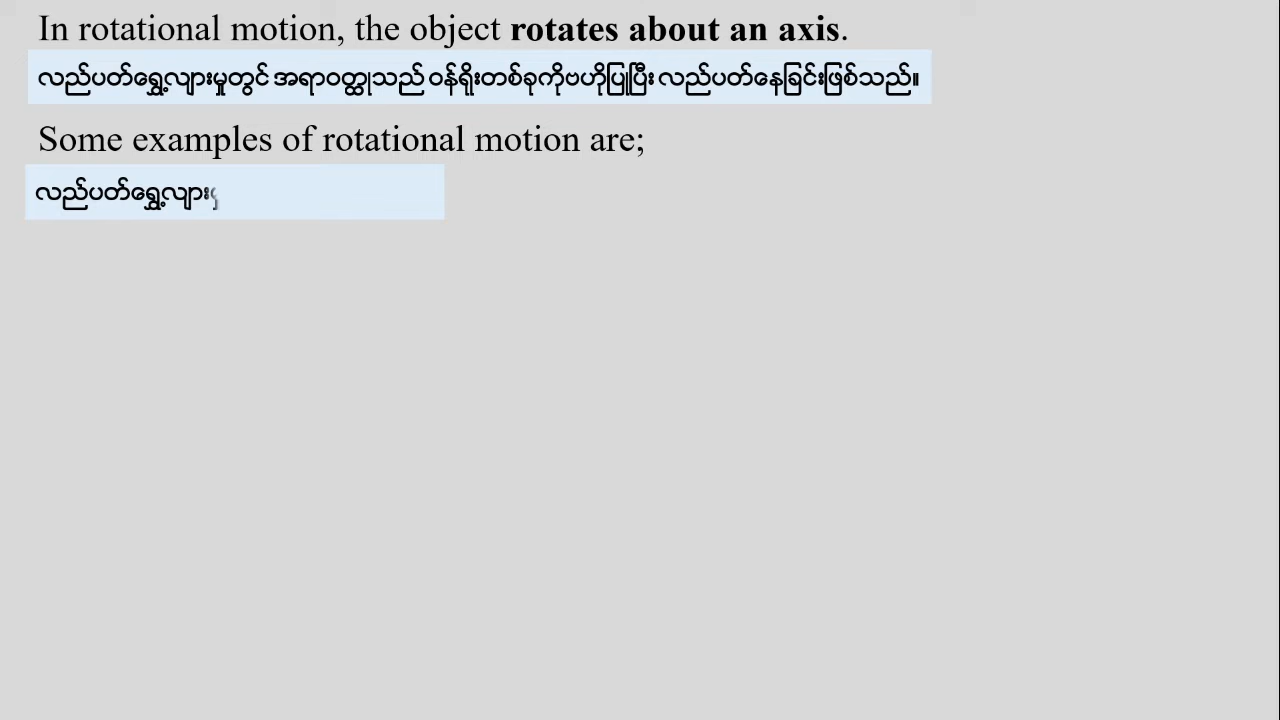 In rotational motion, the object rotates about an axis.
လည်ပတ်ရွှေ့လျားမှုတွင် အရာဝတ္ထုသည် ဝန်ရိုးတစ်ခုကိုဗဟိုပြုပြီး လည်ပတ်နေခြင်းဖြစ်သည်။
Some examples of rotational motion are;
လည်ပတ်ရွှေ့လျား